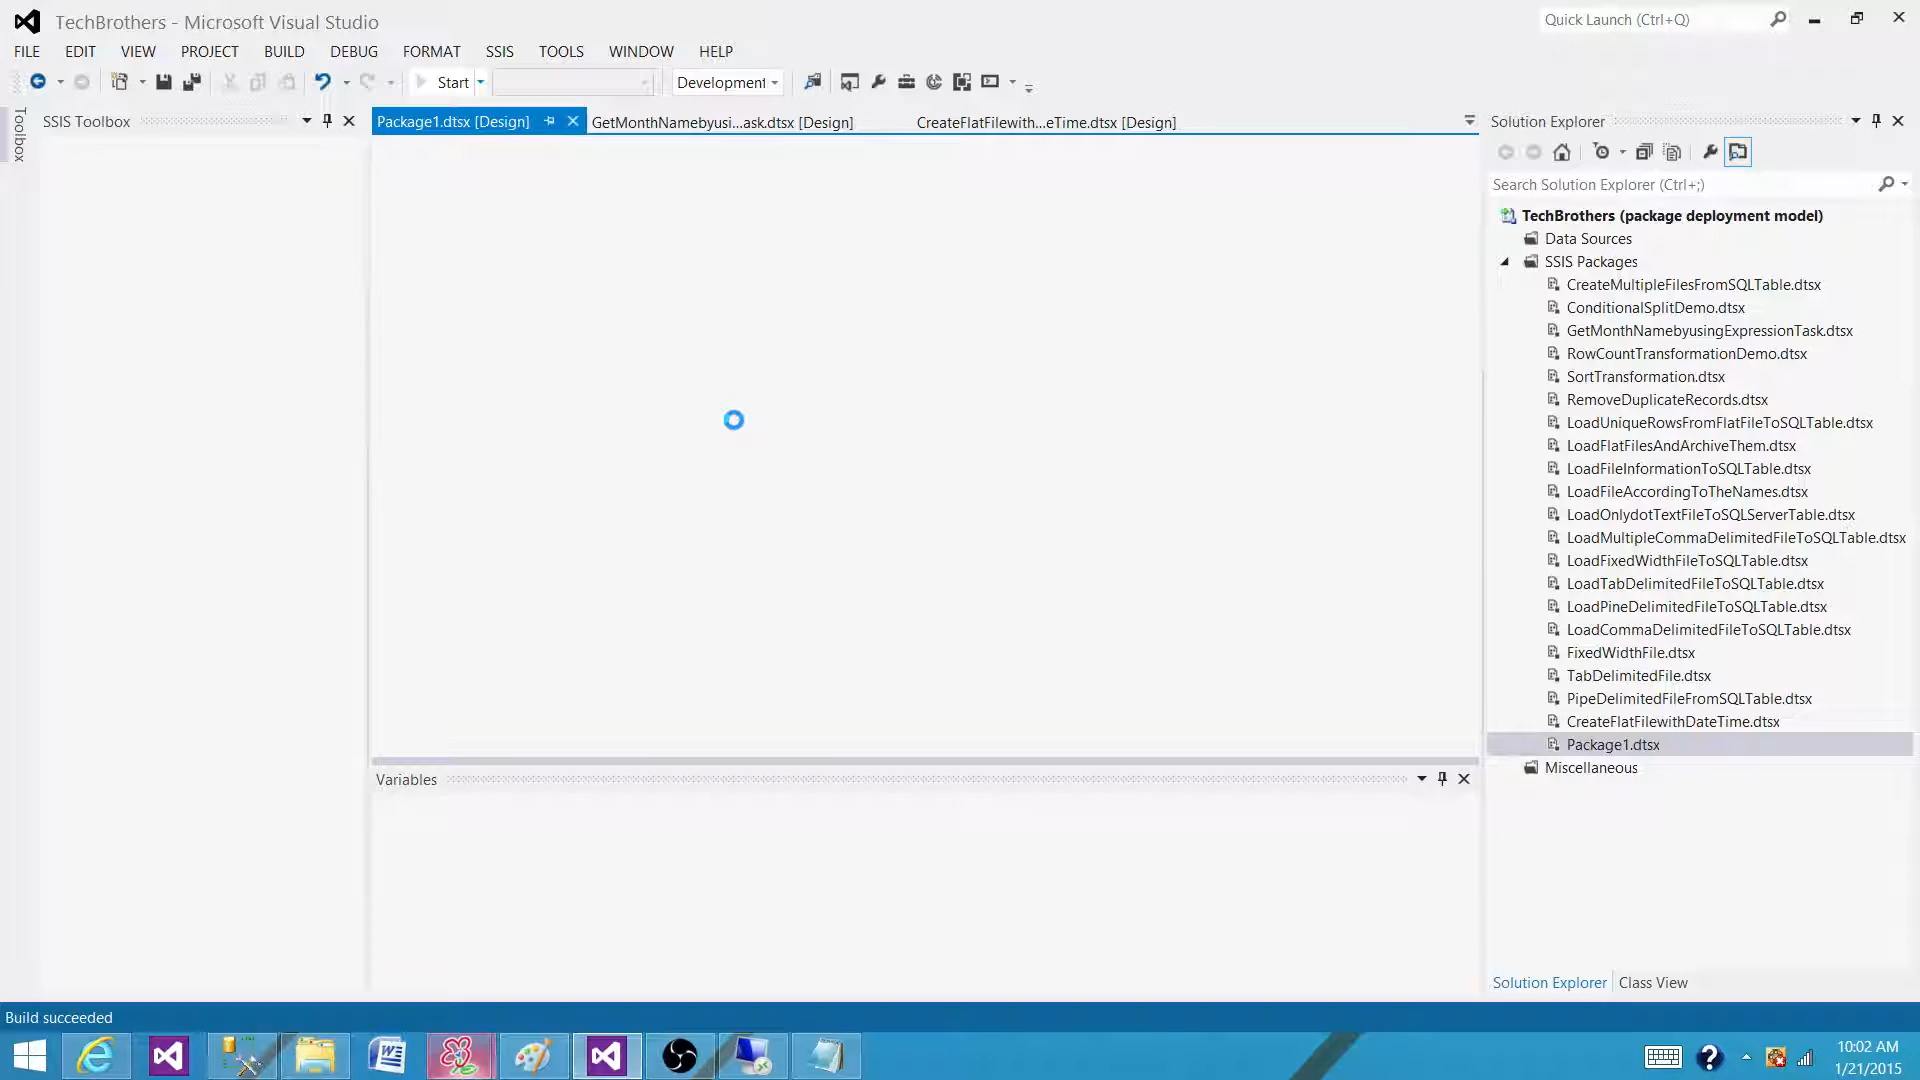 TechBrothers - Microsoft Visual Studio
Quick Launch (Ctrl+Q)
FILE EDIT VIEW PROJECT BUILD DEBUG FORMAT SSIS TOOLS WINDOW HELP
Start
Development
Toolbox
SSIS Toolbox
Package1.dtsx [Design]
GetMonthNamebyusi...ask.dtsx [Design]
CreateFlatFilewith...eTime.dtsx [Design]
Solution Explorer
Search Solution Explorer (Ctrl+;)
TechBrothers (package deployment model)
Data Sources
SSIS Packages
CreateMultipleFilesFromSQLTable.dtsx
ConditionalSplitDemo.dtsx
GetMonthNamebyusingExpressionTask.dtsx
RowCountTransformationDemo.dtsx
SortTransformation.dtsx
RemoveDuplicateRecords.dtsx
LoadUniqueRowsFromFlatFileToSQLTable.dtsx
LoadFlatFilesAndArchiveThem.dtsx
LoadFileInformationToSQLTable.dtsx
LoadFileAccordingToTheNames.dtsx
LoadOnlydotTextFileToSQLServerTable.dtsx
LoadMultipleCommaDelimitedFileToSQLTable.dtsx
LoadFixedWidthFileToSQLTable.dtsx
LoadTabDelimitedFileToSQLTable.dtsx
LoadPineDelimitedFileToSQLTable.dtsx
LoadCommaDelimitedFileToSQLTable.dtsx
FixedWidthFile.dtsx
TabDelimitedFile.dtsx
PipeDelimitedFileFromSQLTable.dtsx
CreateFlatFilewithDateTime.dtsx
Package1.dtsx
Miscellaneous
Variables
Solution Explorer
Class View
Build succeeded
10:02 AM
1/21/2015